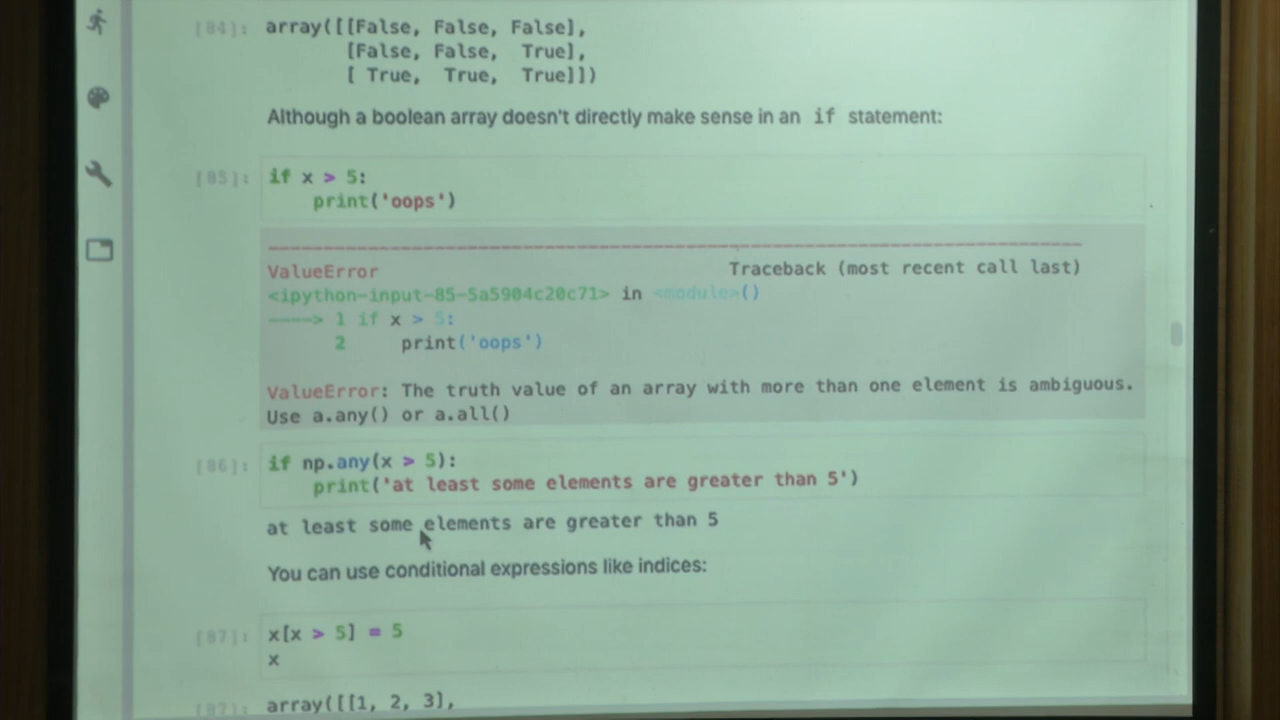 [84]: array([[False, False, False],
[False, False, True],
[ True, True, True]])
Although a boolean array doesn't directly make sense in an if statement:
[85]: if x > 5:
print('oops')
ValueError Traceback (most recent call last)
<ipython-input-85-5a5904c20c71> in <module>()
----> 1 if x > 5:
2 print('oops')
ValueError: The truth value of an array with more than one element is ambiguous.
Use a.any() or a.all()
[86]: if np.any(x > 5):
print('at least some elements are greater than 5')
at least some elements are greater than 5
You can use conditional expressions like indices:
[87]: x[x > 5] = 5
x
[87]: array([[1, 2, 3],